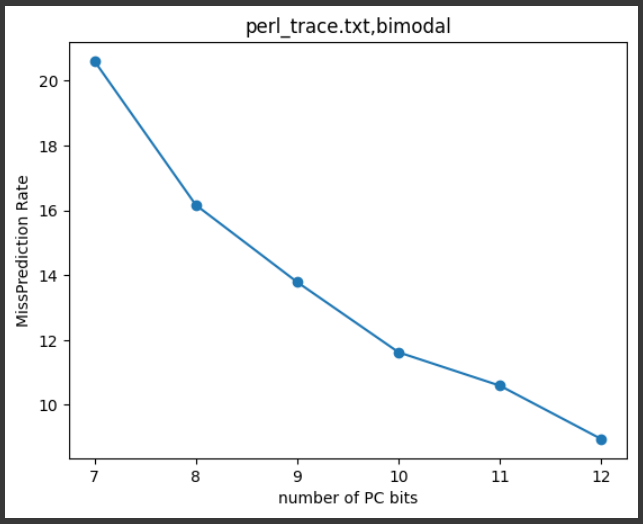 perl_trace.txt,bimodal
20
18
16
14
12
10
MissPrediction Rate
7 8 9 10 11 12
number of PC bits